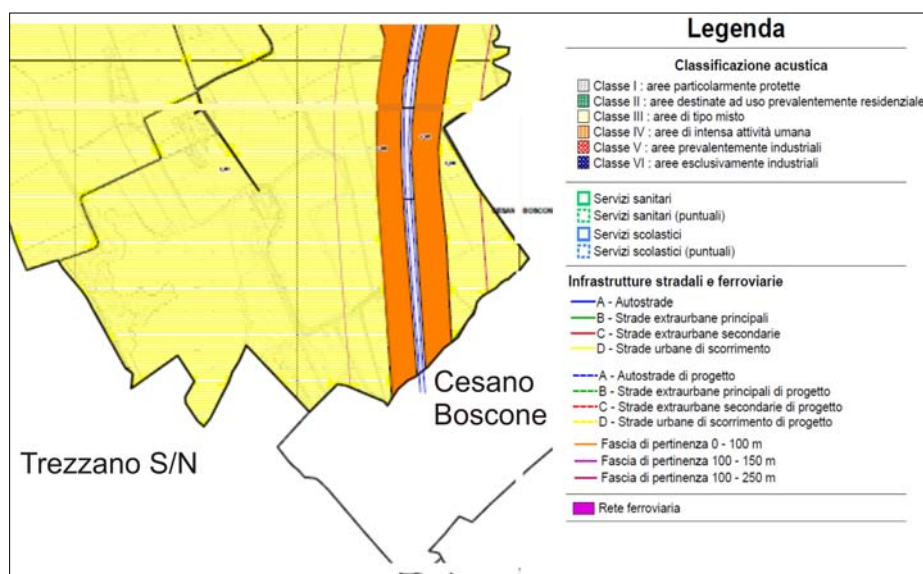 Legenda
Classificazione acustica
Classe I : aree particolarmente protette
Classe II : aree destinate ad uso prevalentemente residenziale
Classe III : aree di tipo misto
Classe IV : aree di intensa attività umana
Classe V : aree prevalentemente industriali
Classe VI : aree esclusivamente industriali
Servizi sanitari
Servizi sanitari (puntuali)
Servizi scolastici
Servizi scolastici (puntuali)
Infrastrutture stradali e ferroviarie
A - Autostrade
B - Strade extraurbane principali
C - Strade extraurbane secondarie
D - Strade urbane di scorrimento
A - Autostrade di progetto
B - Strade extraurbane principali di progetto
C - Strade extraurbane secondarie di progetto
D - Strade urbane di scorrimento di progetto
Fascia di pertinenza 0 - 100 m
Fascia di pertinenza 100 - 150 m
Fascia di pertinenza 100 - 250 m
Rete ferroviaria
Cesano
Boscone
Trezzano S/N